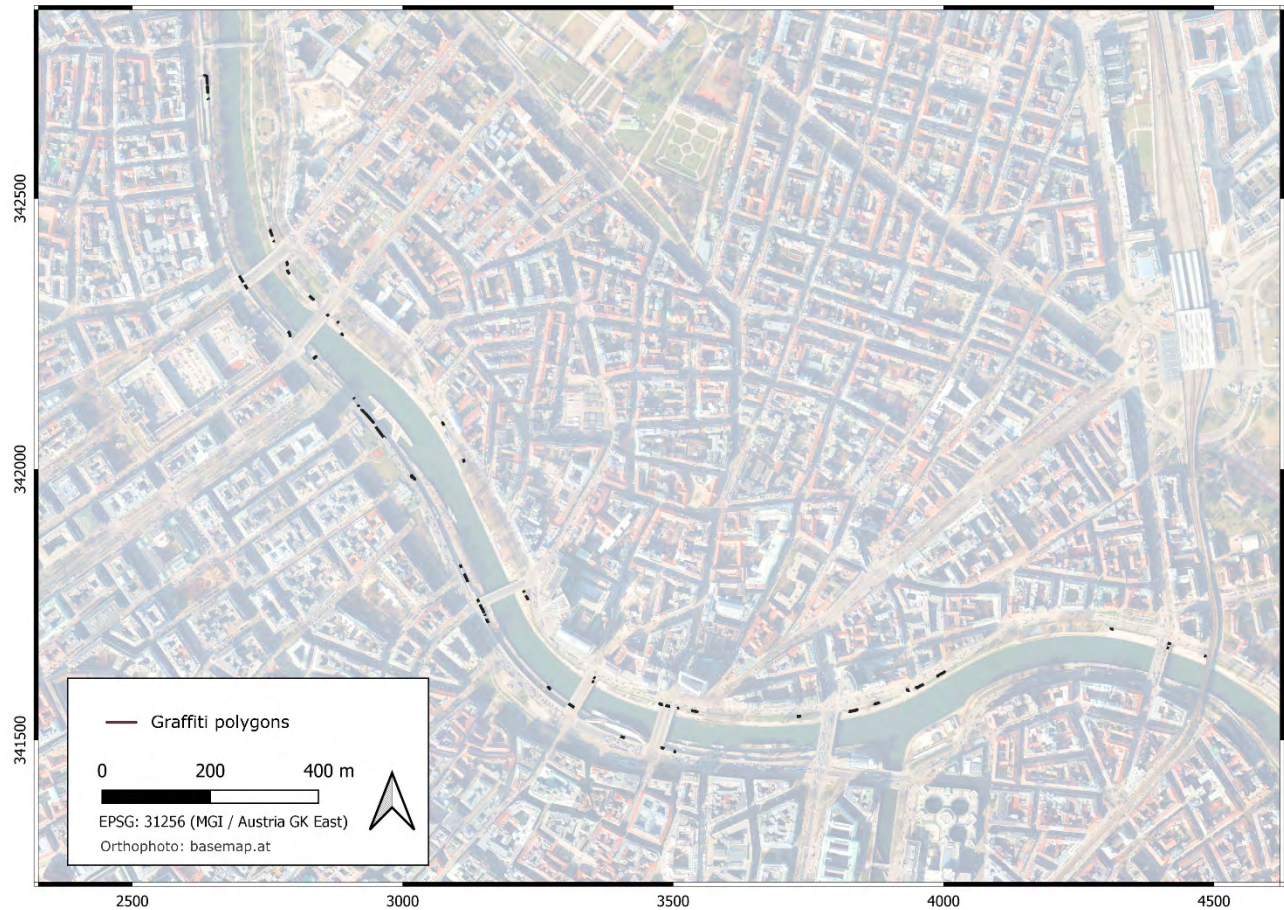 342500
342000
341500
Graffiti polygons
0 200 400 m
EPSG: 31256 (MGI / Austria GK East)
Orthophoto: basemap.at
2500 3000 3500 4000 4500